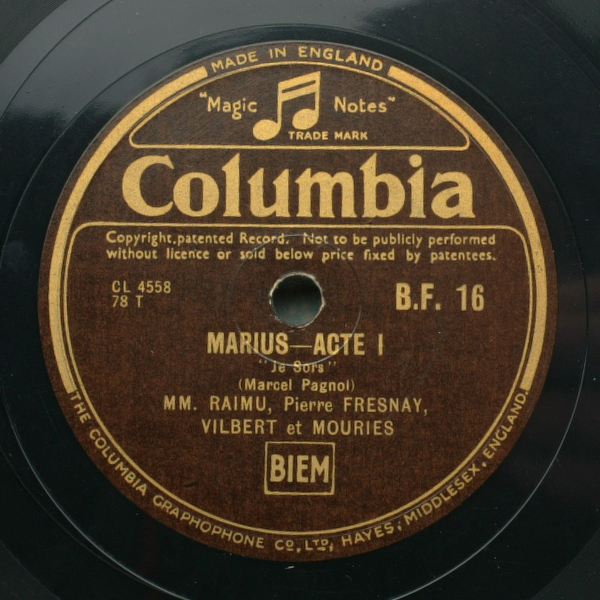 MADE IN ENGLAND
"Magic Notes"
TRADE MARK
Columbia
Copyright.patented Record. Not to be publicly performed
without licence or sold below price fixed by patentees.
CL 4558
78 T
B.F. 16
MARIUS—ACTE I
"Je Sors"
(Marcel Pagnol)
MM. RAIMU, Pierre FRESNAY,
VILBERT et MOURIES
BIEM
THE COLUMBIA GRAPHOPHONE CO., LTD., HAYES, MIDDLESEX, ENGLAND.